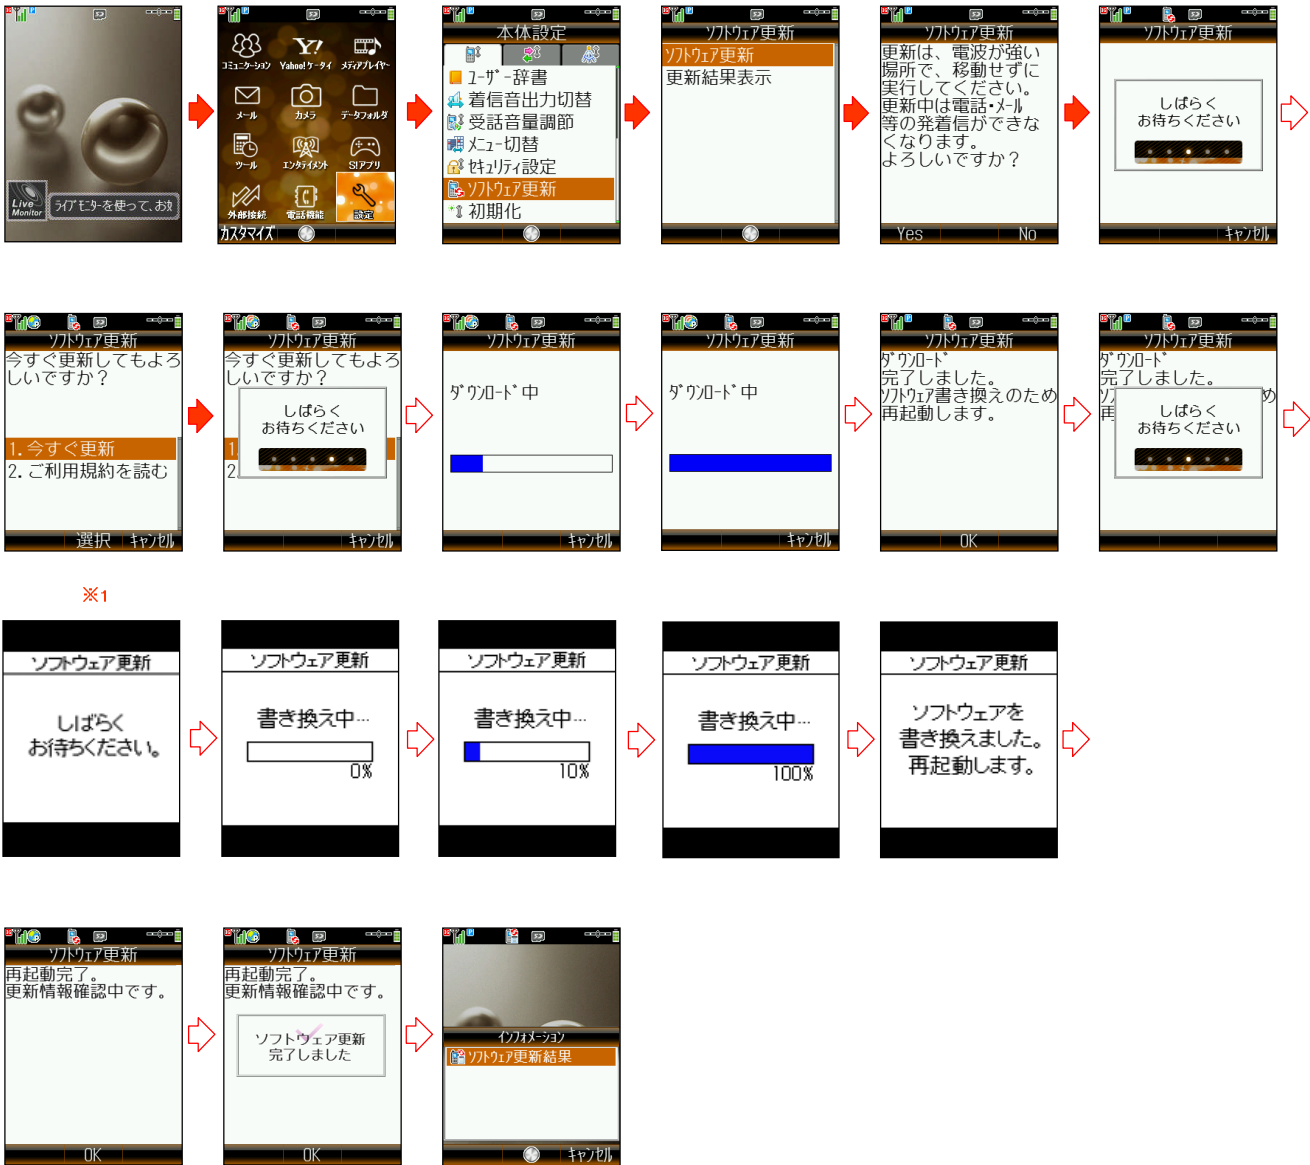 Live
Monitor
ﾗｲﾌﾞﾓﾆﾀｰを使って、お知
ｺﾐｭﾆｹｰｼｮﾝ
Yahoo!ケータイ
ﾒﾃﾞｨｱﾌﾟﾚｲﾔｰ
メール
カメラ
ﾃﾞｰﾀﾌｫﾙﾀﾞ
ツール
ｴﾝﾀﾃｲﾒﾝﾄ
S!アプリ
外部接続
電話機能
設定
ｶｽﾀﾏｲｽﾞ
本体設定
ﾕｰｻﾞｰ辞書
着信音出力切替
受話音量調節
ﾒﾆｭｰ切替
ｾｷｭﾘﾃｨ設定
ｿﾌﾄｳｪｱ更新
初期化
ｿﾌﾄｳｪｱ更新
ｿﾌﾄｳｪｱ更新
更新結果表示
ｿﾌﾄｳｪｱ更新
更新は、電波が強い
場所で、移動せずに
実行してください。
更新中は電話・ﾒｰﾙ
等の発着信ができな
くなります。
よろしいですか？
Yes No
ｿﾌﾄｳｪｱ更新
しばらく
お待ちください
ｷｬﾝｾﾙ
ｿﾌﾄｳｪｱ更新
今すぐ更新してもよろ
しいですか？
1.今すぐ更新
2.ご利用規約を読む
選択 ｷｬﾝｾﾙ
ｿﾌﾄｳｪｱ更新
今すぐ更新してもよろ
しいですか？
しばらく
お待ちください
1.
2.
ｷｬﾝｾﾙ
ｿﾌﾄｳｪｱ更新
ﾀﾞｳﾝﾛｰﾄﾞ中
ｷｬﾝｾﾙ
ｿﾌﾄｳｪｱ更新
ﾀﾞｳﾝﾛｰﾄﾞ中
ｷｬﾝｾﾙ
ｿﾌﾄｳｪｱ更新
ﾀﾞｳﾝﾛｰﾄﾞ
完了しました。
ｿﾌﾄｳｪｱ書き換えのため
再起動します。
OK
ｿﾌﾄｳｪｱ更新
ﾀﾞｳﾝﾛｰﾄﾞ
完了しました。
しばらく
お待ちください
※1
ソフトウェア更新
しばらく
お待ちください。
ソフトウェア更新
書き換え中…
0%
ソフトウェア更新
書き換え中…
10%
ソフトウェア更新
書き換え中…
100%
ソフトウェア更新
ソフトウェアを
書き換えました。
再起動します。
ｿﾌﾄｳｪｱ更新
再起動完了。
更新情報確認中です。
OK
ｿﾌﾄｳｪｱ更新
再起動完了。
更新情報確認中です。
ソフトウェア更新
完了しました
OK
ｲﾝﾌｫﾒｰｼｮﾝ
ｿﾌﾄｳｪｱ更新結果
ｷｬﾝｾﾙ